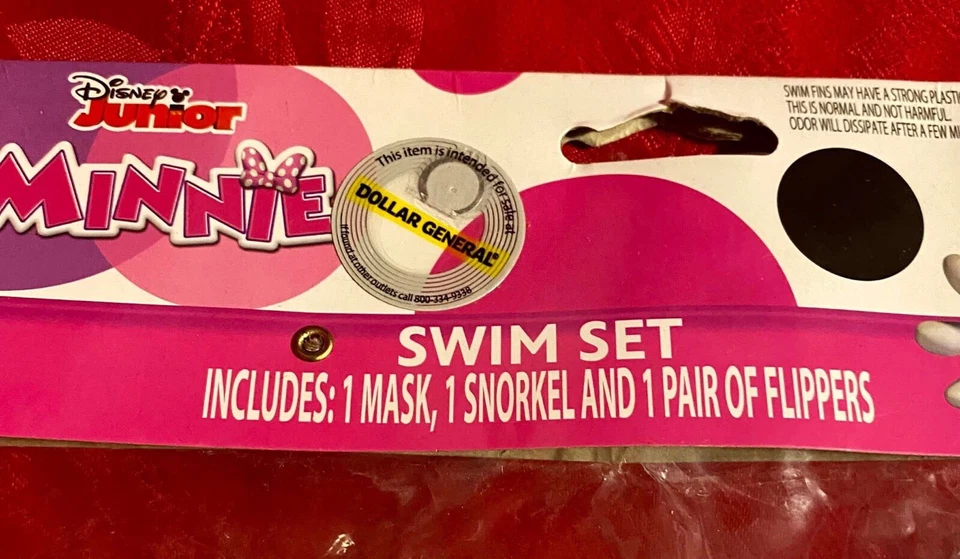 DISNEY
JUNIOR
MINNIE
This item is intended for sale at
DOLLAR GENERAL®
If found at other outlets call 800-334-9338
SWIM FINS MAY HAVE A STRONG
THIS IS NORMAL AND NOT HARMFUL.
ODOR WILL DISSIPATE AFTER A FEW
SWIM SET
INCLUDES: 1 MASK, 1 SNORKEL AND 1 PAIR OF FLIPPERS